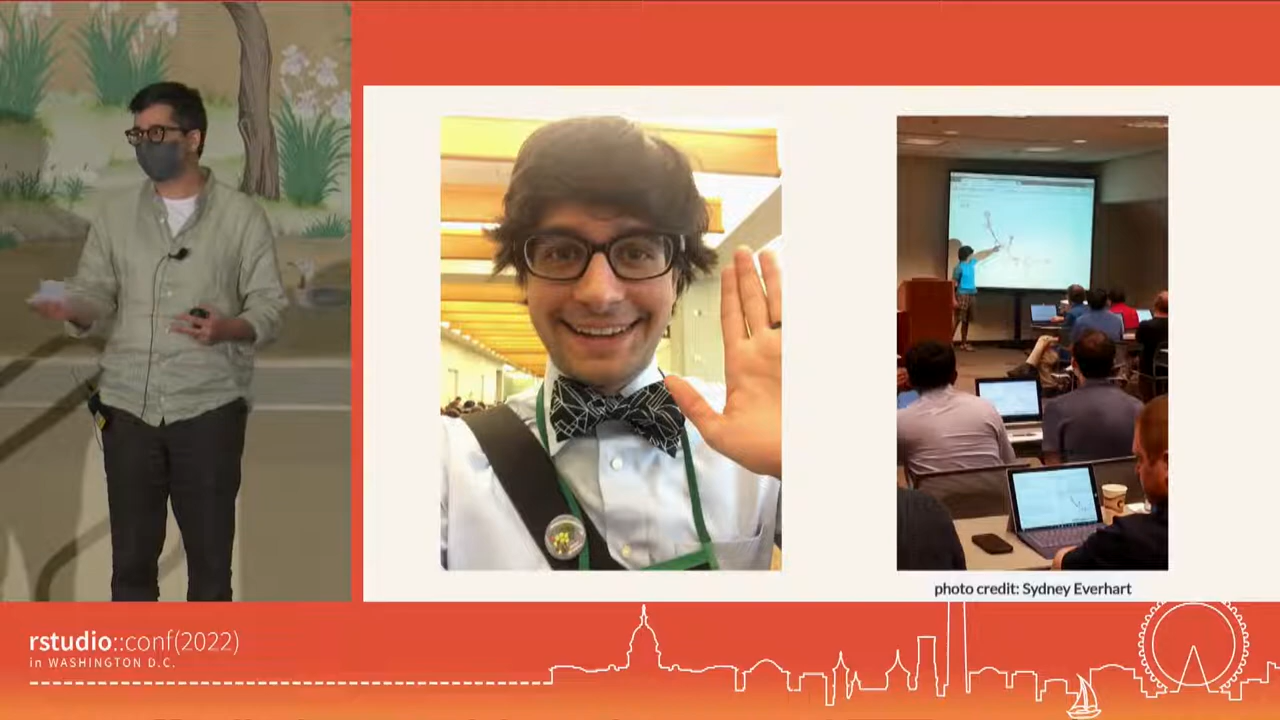 photo credit: Sydney Everhart
rstudio::conf(2022)
in WASHINGTON D.C.